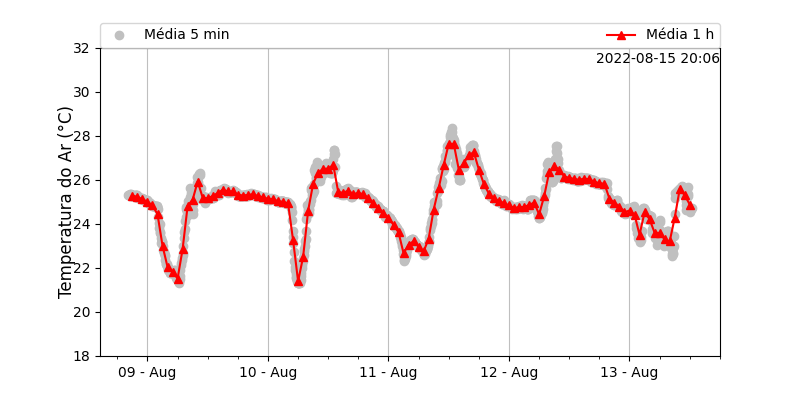 Média 5 min
Média 1 h
2022-08-15 20:06
Temperatura do Ar (°C)
32
30
28
26
24
22
20
18
09 - Aug
10 - Aug
11 - Aug
12 - Aug
13 - Aug